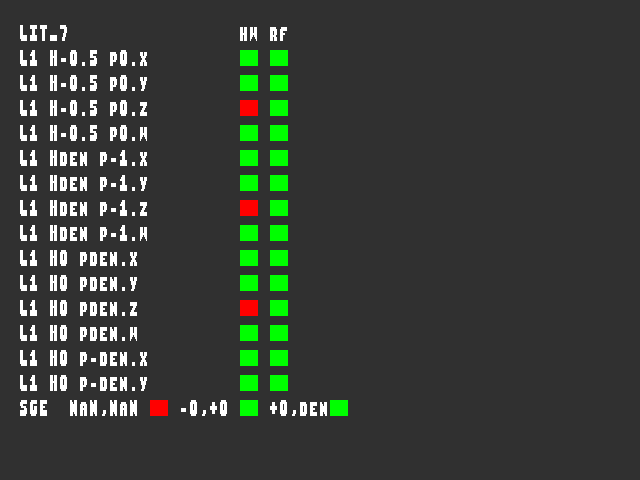 LIT_7 HW RF
L1 H-0.5 P0.X
L1 H-0.5 P0.Y
L1 H-0.5 P0.Z
L1 H-0.5 P0.W
L1 HDEN P-1.X
L1 HDEN P-1.Y
L1 HDEN P-1.Z
L1 HDEN P-1.W
L1 H0 PDEN.X
L1 H0 PDEN.Y
L1 H0 PDEN.Z
L1 H0 PDEN.W
L1 H0 P-DEN.X
L1 H0 P-DEN.Y
SGE NAN,NAN -0,+0 +0,DEN